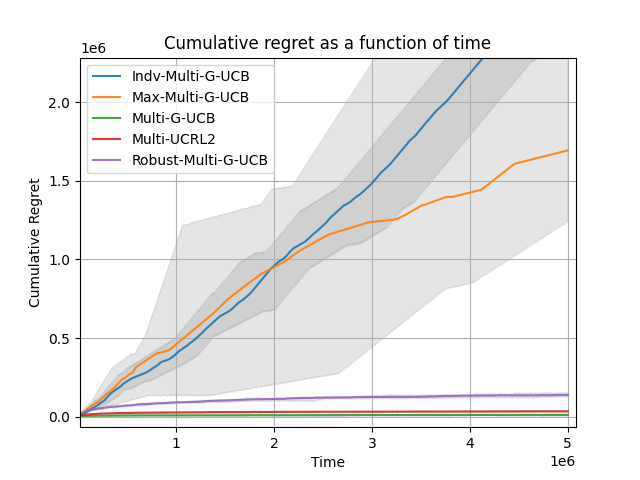 Cumulative regret as a function of time
1e6
Indv-Multi-G-UCB
Max-Multi-G-UCB
Multi-G-UCB
Multi-UCRL2
Robust-Multi-G-UCB
Cumulative Regret
2.0
1.5
1.0
0.5
0.0
1 2 3 4 5
1e6
Time